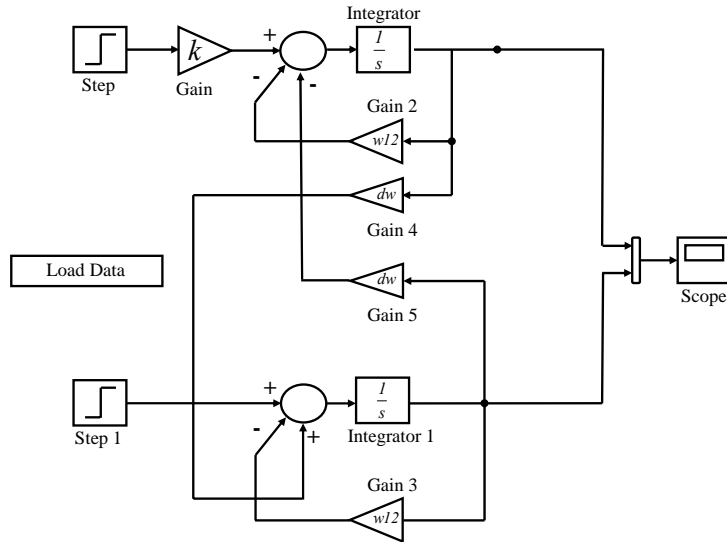 Integrator
k
+
-
-
1
s
Step
Gain
Gain 2
w12
dw
Gain 4
Load Data
dw
Gain 5
Scope
+
-
+
1
s
Step 1
Integrator 1
Gain 3
w12